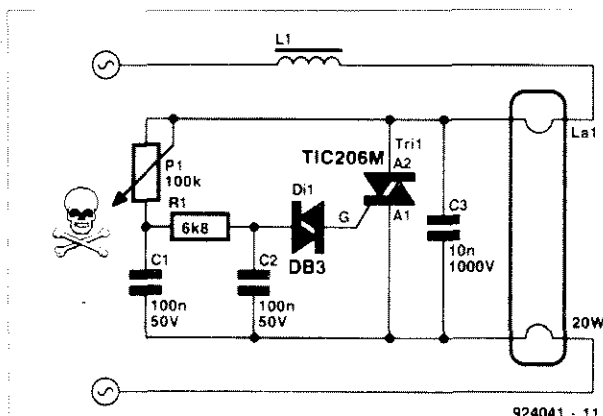 L1
La1
P1
100k
R1
6k8
C1
100n
50V
C2
100n
50V
Di1
DB3
G
TIC206M
Tri1
A2
A1
C3
10n
1000V
20W
924041 - 11